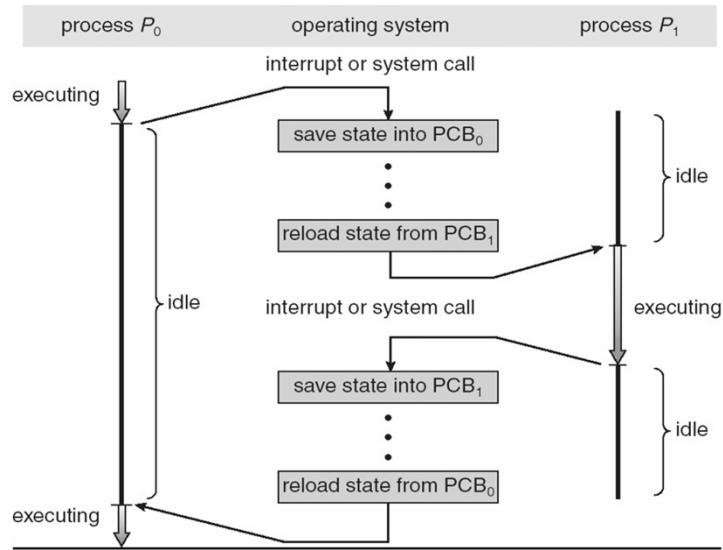 process P₀ operating system process P₁
interrupt or system call
executing
save state into PCB₀
idle
reload state from PCB₁
idle
interrupt or system call
executing
save state into PCB₁
idle
reload state from PCB₀
executing